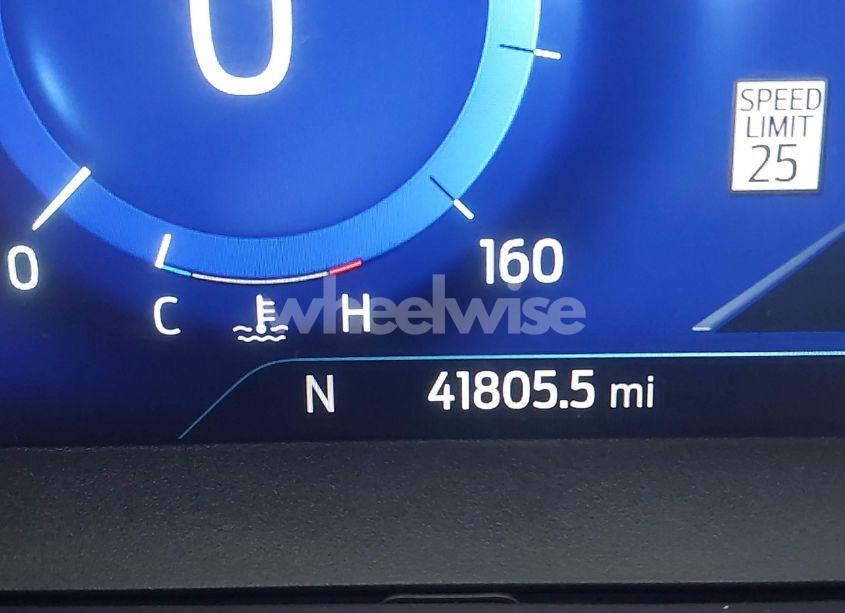 0
SPEED
LIMIT
25
0
160
C
H
wheelwise
N
41805.5 mi